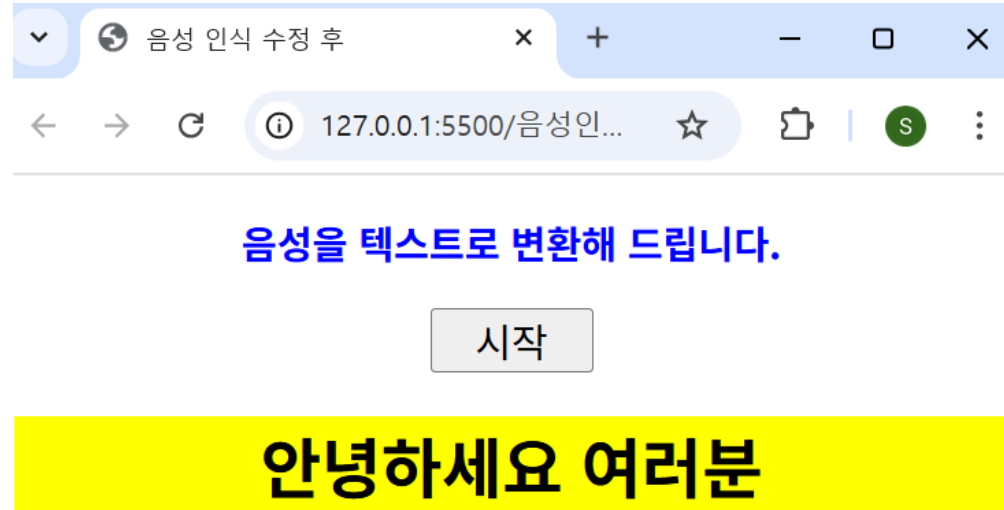 음성 인식 수정 후
127.0.0.1:5500/음성인...
S
음성을 텍스트로 변환해 드립니다.
시작
안녕하세요 여러분